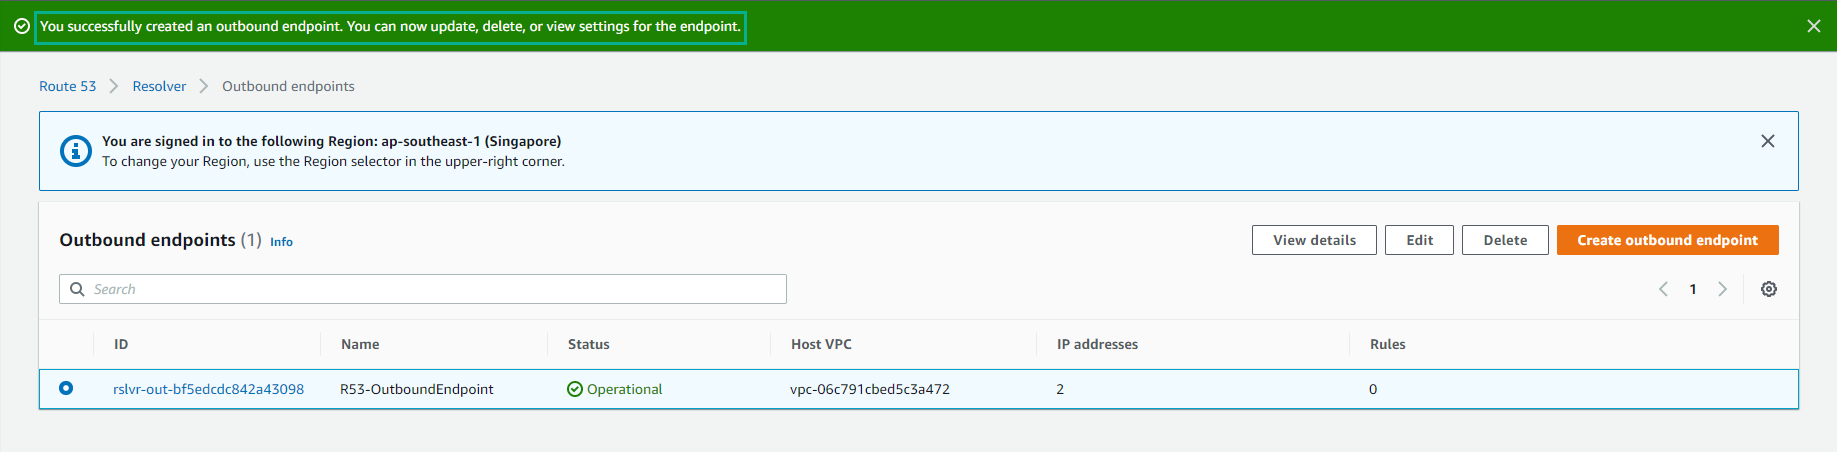 You successfully created an outbound endpoint. You can now update, delete, or view settings for the endpoint.
Route 53 > Resolver > Outbound endpoints
You are signed in to the following Region: ap-southeast-1 (Singapore)
To change your Region, use the Region selector in the upper-right corner.
Outbound endpoints (1) Info View details Edit Delete Create outbound endpoint
Search 1
ID Name Status Host VPC IP addresses Rules
rslvr-out-bf5edcdc842a43098 R53-OutboundEndpoint Operational vpc-06c791cbed5c3a472 2 0